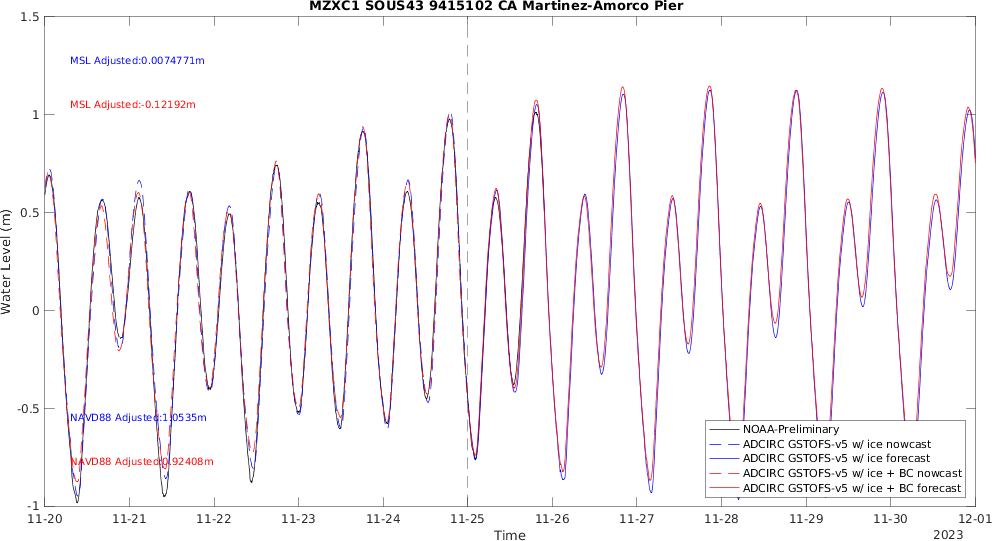 MZXC1 SOUS43 9415102 CA Martinez-Amorco Pier
1.5
MSL Adjusted:0.0074771m
MSL Adjusted:-0.12192m
1
0.5
Water Level (m)
0
-0.5
NAVD88 Adjusted:1.0535m
NAVD88 Adjusted:0.92408m
-1
NOAA-Preliminary
ADCIRC GSTOFS-v5 w/ ice nowcast
ADCIRC GSTOFS-v5 w/ ice forecast
ADCIRC GSTOFS-v5 w/ ice + BC nowcast
ADCIRC GSTOFS-v5 w/ ice + BC forecast
11-20 11-21 11-22 11-23 11-24 11-25 11-26 11-27 11-28 11-29 11-30 12-01
Time
2023